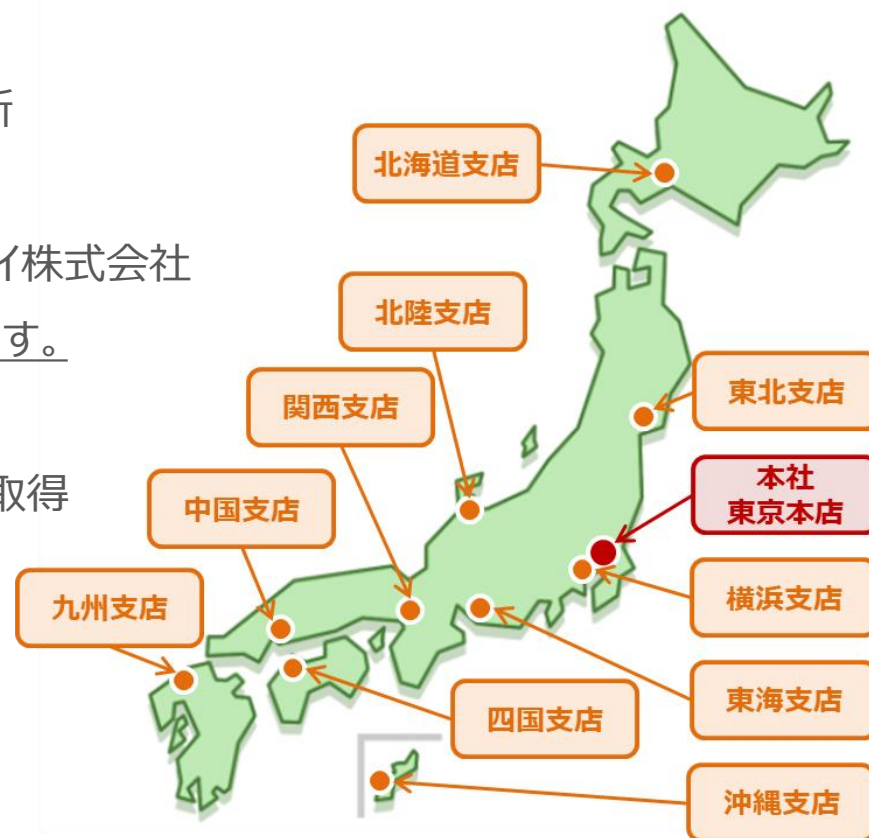 所
イ株式会社
す。
取得
北海道支店
北陸支店
関西支店
中国支店
九州支店
東北支店
本社
東京本店
横浜支店
東海支店
四国支店
沖縄支店